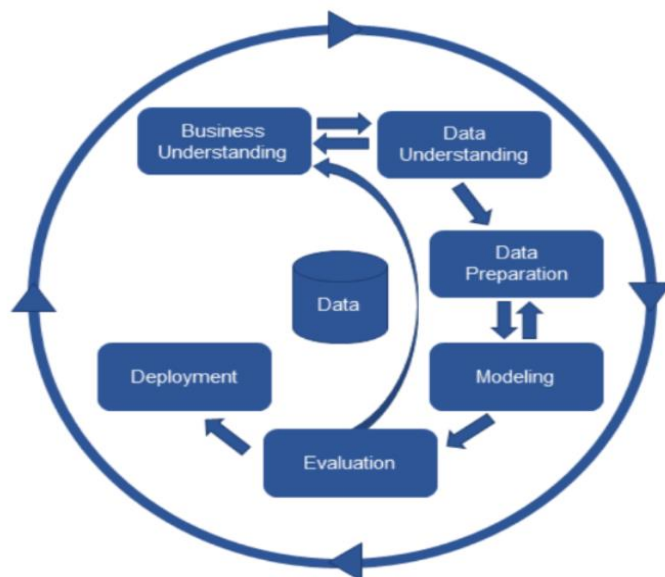 Business
Understanding
Data
Understanding
Data
Preparation
Data
Deployment
Modeling
Evaluation